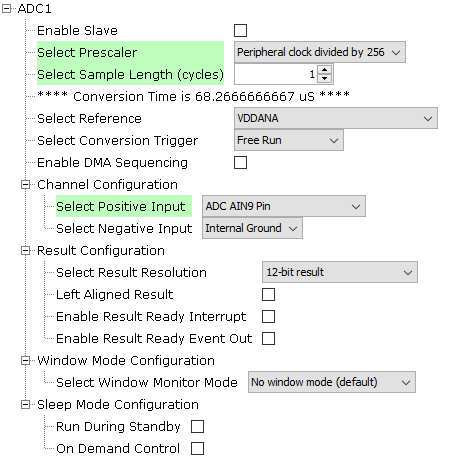 ADC1
Enable Slave
Select Prescaler Peripheral clock divided by 256
Select Sample Length (cycles) 1
**** Conversion Time is 68.2666666667 uS ****
Select Reference VDDANA
Select Conversion Trigger Free Run
Enable DMA Sequencing
Channel Configuration
Select Positive Input ADC AIN9 Pin
Select Negative Input Internal Ground
Result Configuration
Select Result Resolution 12-bit result
Left Aligned Result
Enable Result Ready Interrupt
Enable Result Ready Event Out
Window Mode Configuration
Select Window Monitor Mode No window mode (default)
Sleep Mode Configuration
Run During Standby
On Demand Control